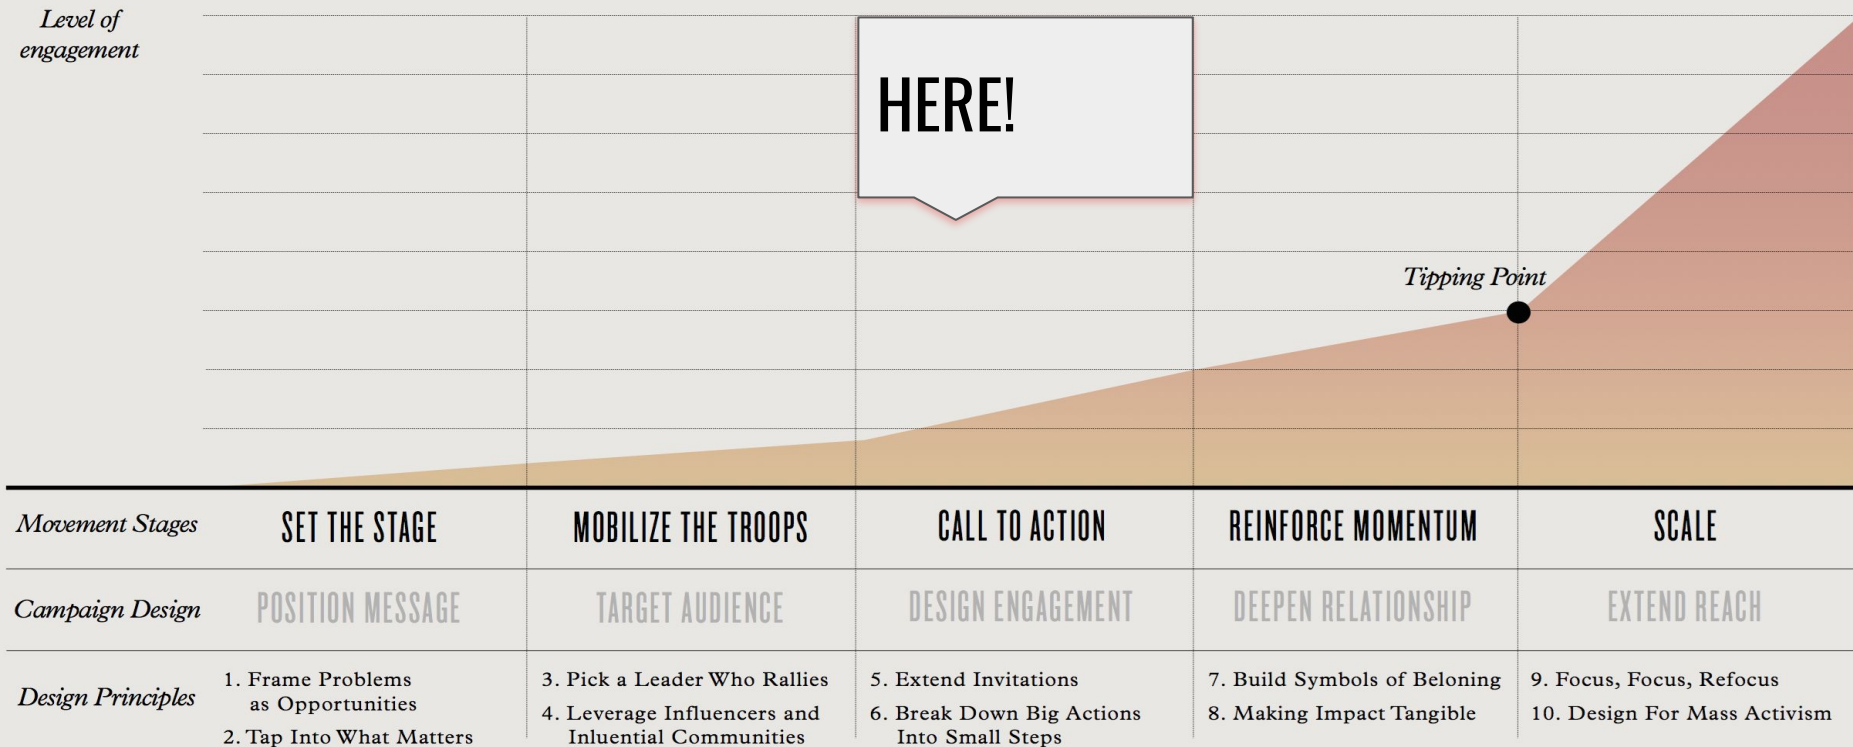 Level of
engagement
HERE!
Tipping Point
Movement Stages
SET THE STAGE
MOBILIZE THE TROOPS
CALL TO ACTION
REINFORCE MOMENTUM
SCALE
Campaign Design
POSITION MESSAGE
TARGET AUDIENCE
DESIGN ENGAGEMENT
DEEPEN RELATIONSHIP
EXTEND REACH
Design Principles
1. Frame Problems
as Opportunities
2. Tap Into What Matters
3. Pick a Leader Who Rallies
4. Leverage Influencers and
Inluential Communities
5. Extend Invitations
6. Break Down Big Actions
Into Small Steps
7. Build Symbols of Beloning
8. Making Impact Tangible
9. Focus, Focus, Refocus
10. Design For Mass Activism